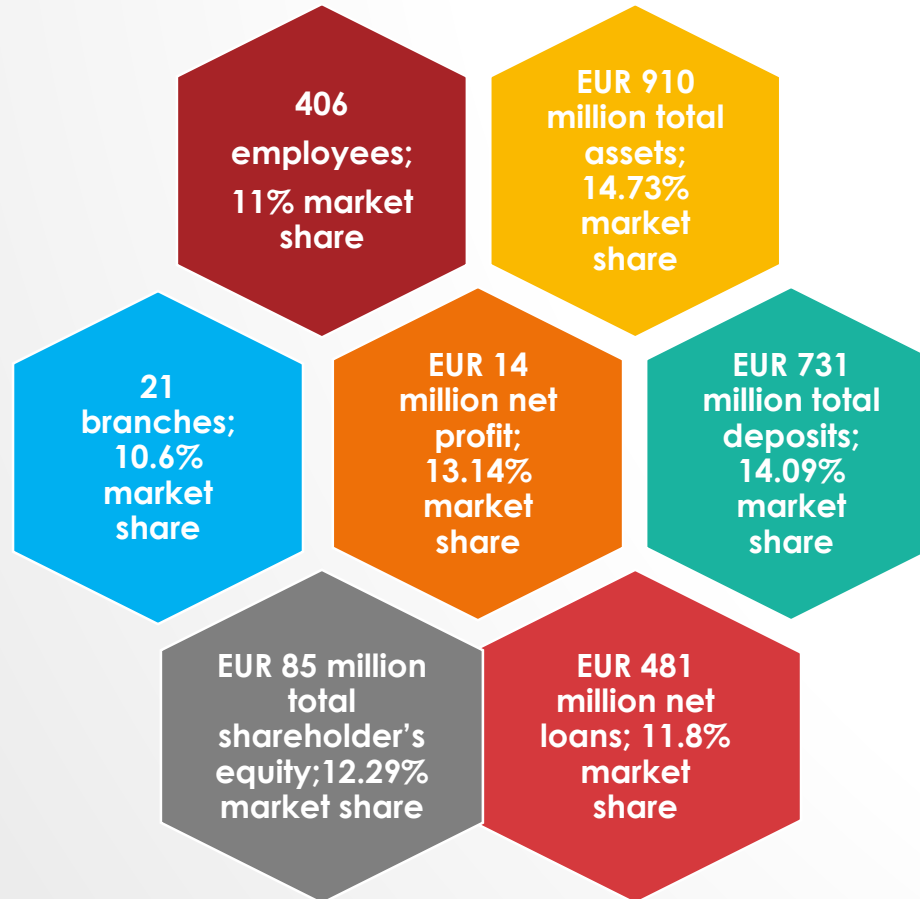 406
employees;
11% market
share
EUR 910
million total
assets;
14.73%
market
share
21
branches;
10.6%
market
share
EUR 14
million net
profit;
13.14%
market
share
EUR 731
million total
deposits;
14.09%
market
share
EUR 85 million
total
shareholder’s
equity;12.29%
market share
EUR 481
million net
loans; 11.8%
market
share